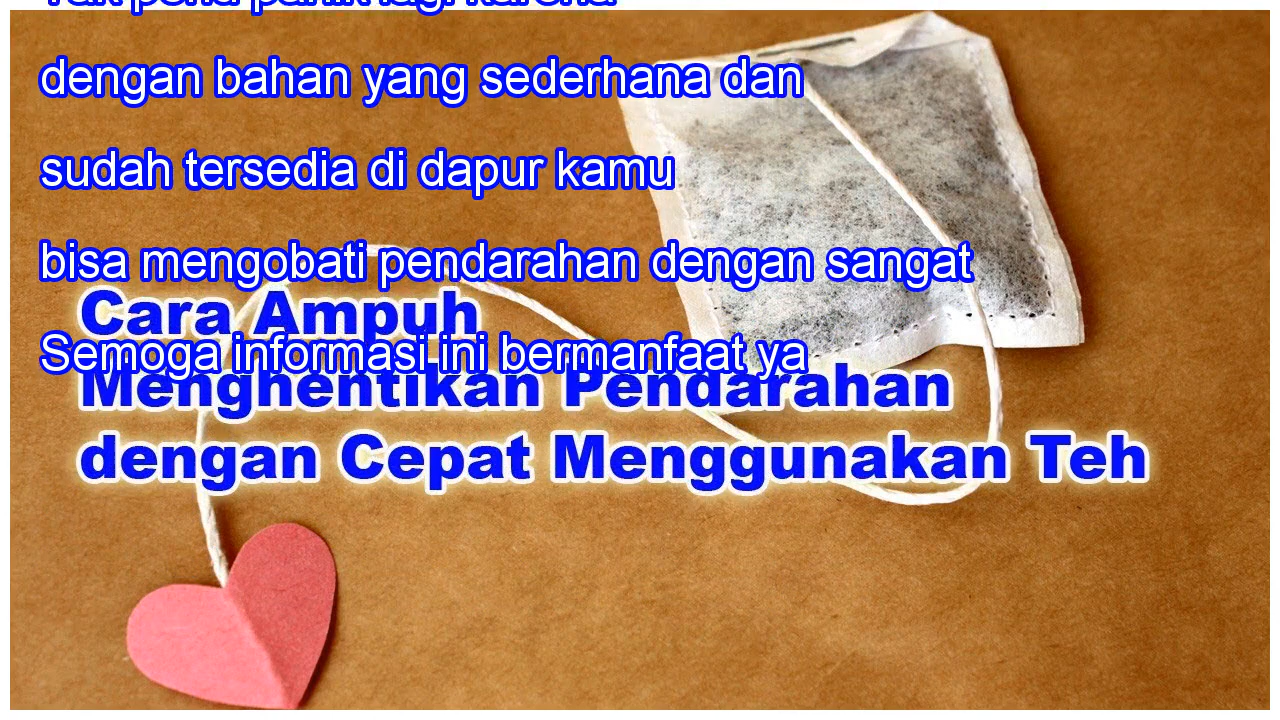 dengan bahan yang sederhana dan
sudah tersedia di dapur kamu
bisa mengobati pendarahan dengan sangat
Semoga informasi ini bermanfaat ya
Cara Ampuh
Menghentikan Pendarahan
dengan Cepat Menggunakan Teh